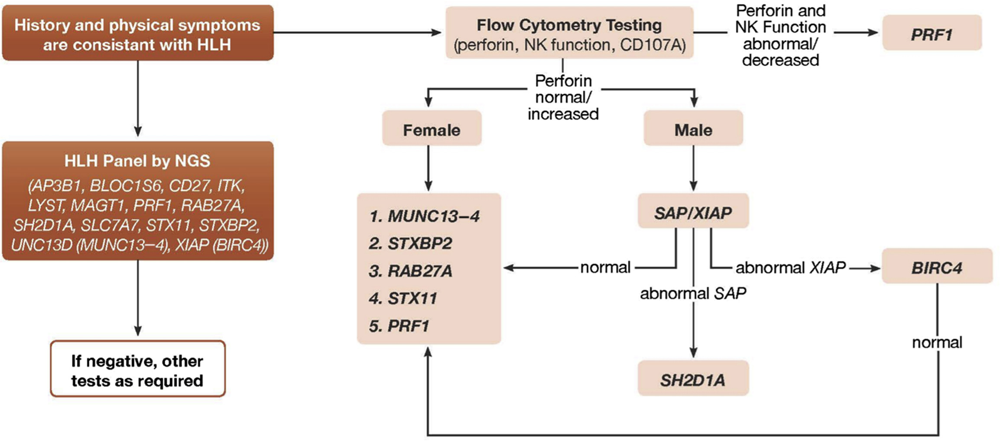 History and physical symptoms
are consistant with HLH
Flow Cytometry Testing
(perforin, NK function, CD107A)
Perforin and
NK Function
abnormal/
decreased
PRF1
Perforin
normal/
increased
Female
Male
HLH Panel by NGS
(AP3B1, BLOC1S6, CD27, ITK,
LYST, MAGT1, PRF1, RAB27A,
SH2D1A, SLC7A7, STX11, STXBP2,
UNC13D (MUNC13–4), XIAP (BIRC4))
1. MUNC13–4
2. STXBP2
3. RAB27A
4. STX11
5. PRF1
SAP/XIAP
normal
abnormal SAP
abnormal XIAP
BIRC4
normal
SH2D1A
If negative, other
tests as required